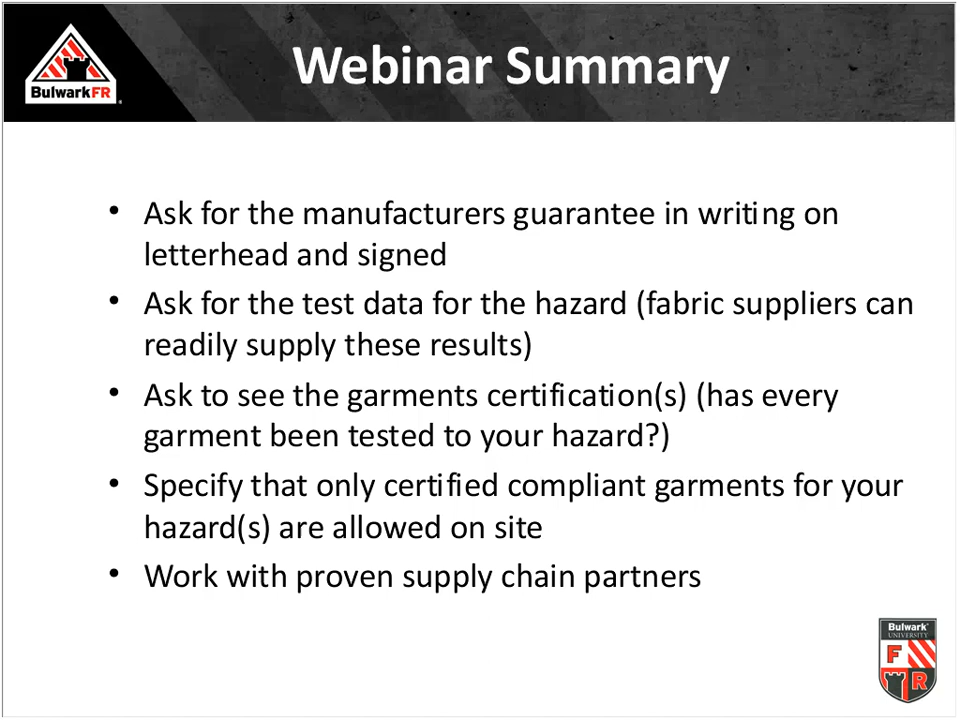 Webinar Summary
BulwarkFR
• Ask for the manufacturers guarantee in writing on
letterhead and signed
• Ask for the test data for the hazard (fabric suppliers can
readily supply these results)
• Ask to see the garments certification(s) (has every
garment been tested to your hazard?)
• Specify that only certified compliant garments for your
hazard(s) are allowed on site
• Work with proven supply chain partners
Bulwark®
UNIVERSITY
F
R